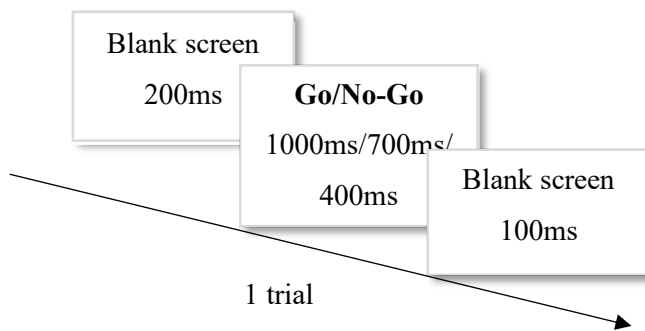 Blank screen
200ms
Go/No-Go
1000ms/700ms/
400ms
Blank screen
100ms
1 trial